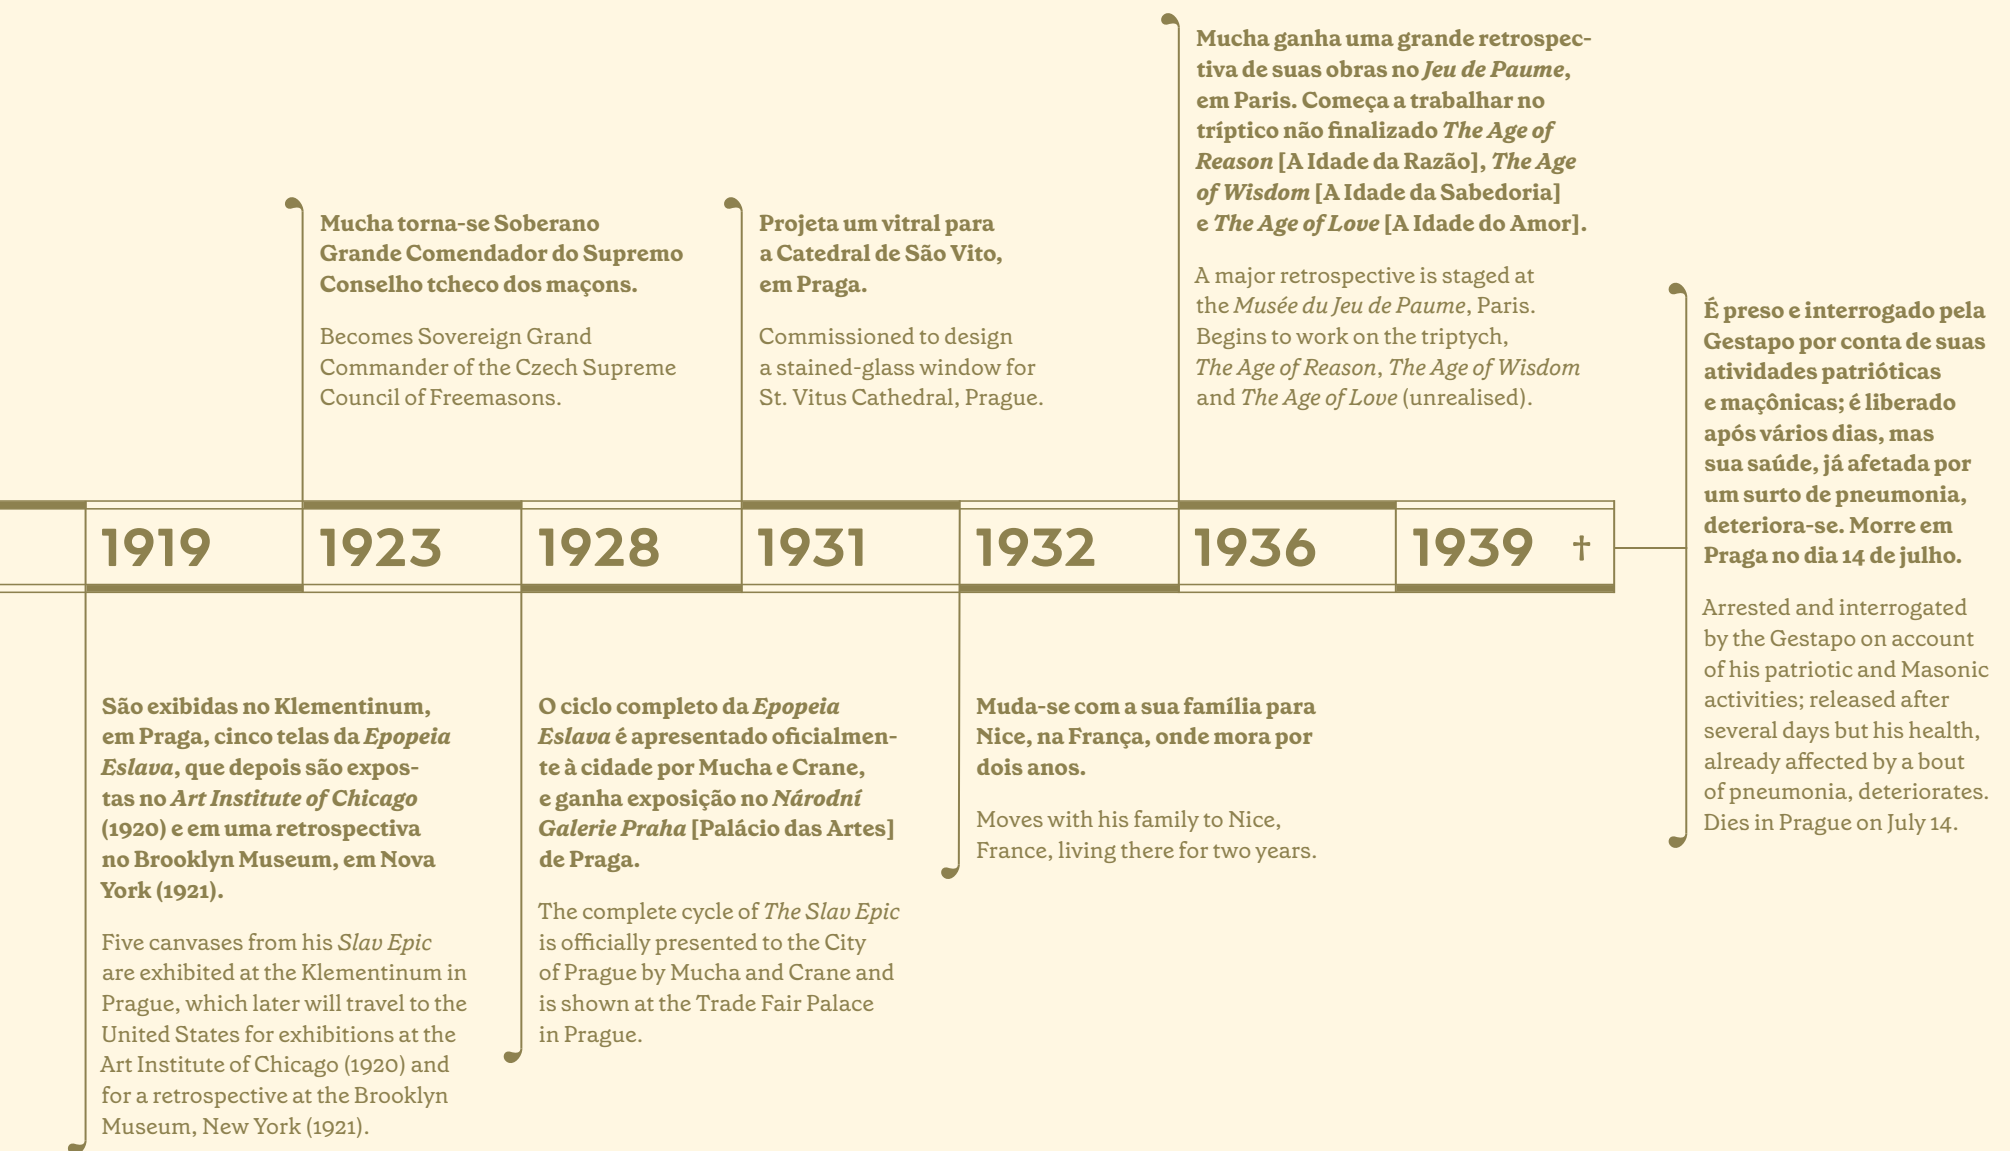 1919
São exibidas no Klementinum,
em Praga, cinco telas da Epopeia
Eslava, que depois são expos-
tas no Art Institute of Chicago
(1920) e em uma retrospectiva
no Brooklyn Museum, em Nova
York (1921).
Five canvases from his Slav Epic
are exhibited at the Klementinum in
Prague, which later will travel to the
United States for exhibitions at the
Art Institute of Chicago (1920) and
for a retrospective at the Brooklyn
Museum, New York (1921).
1923
Mucha torna-se Soberano
Grande Comendador do Supremo
Conselho tcheco dos maçons.
Becomes Sovereign Grand
Commander of the Czech Supreme
Council of Freemasons.
1928
O ciclo completo da Epopeia
Eslava é apresentado oficialmen-
te à cidade por Mucha e Crane,
e ganha exposição no Národní
Galerie Praha [Palácio das Artes]
de Praga.
The complete cycle of The Slav Epic
is officially presented to the City
of Prague by Mucha and Crane and
is shown at the Trade Fair Palace
in Prague.
1931
Projeta um vitral para
a Catedral de São Vito,
em Praga.
Commissioned to design
a stained-glass window for
St. Vitus Cathedral, Prague.
1932
Muda-se com a sua família para
Nice, na França, onde mora por
dois anos.
Moves with his family to Nice,
France, living there for two years.
1936
Mucha ganha uma grande retrospec-
tiva de suas obras no Jeu de Paume,
em Paris. Começa a trabalhar no
tríptico não finalizado The Age of
Reason [A Idade da Razão], The Age
of Wisdom [A Idade da Sabedoria]
e The Age of Love [A Idade do Amor].
A major retrospective is staged at
the Musée du Jeu de Paume, Paris.
Begins to work on the triptych,
The Age of Reason, The Age of Wisdom
and The Age of Love (unrealised).
1939 †
É preso e interrogado pela
Gestapo por conta de suas
atividades patrióticas
e maçônicas; é liberado
após vários dias, mas
sua saúde, já afetada por
um surto de pneumonia,
deteriora-se. Morre em
Praga no dia 14 de julho.
Arrested and interrogated
by the Gestapo on account
of his patriotic and Masonic
activities; released after
several days but his health,
already affected by a bout
of pneumonia, deteriorates.
Dies in Prague on July 14.